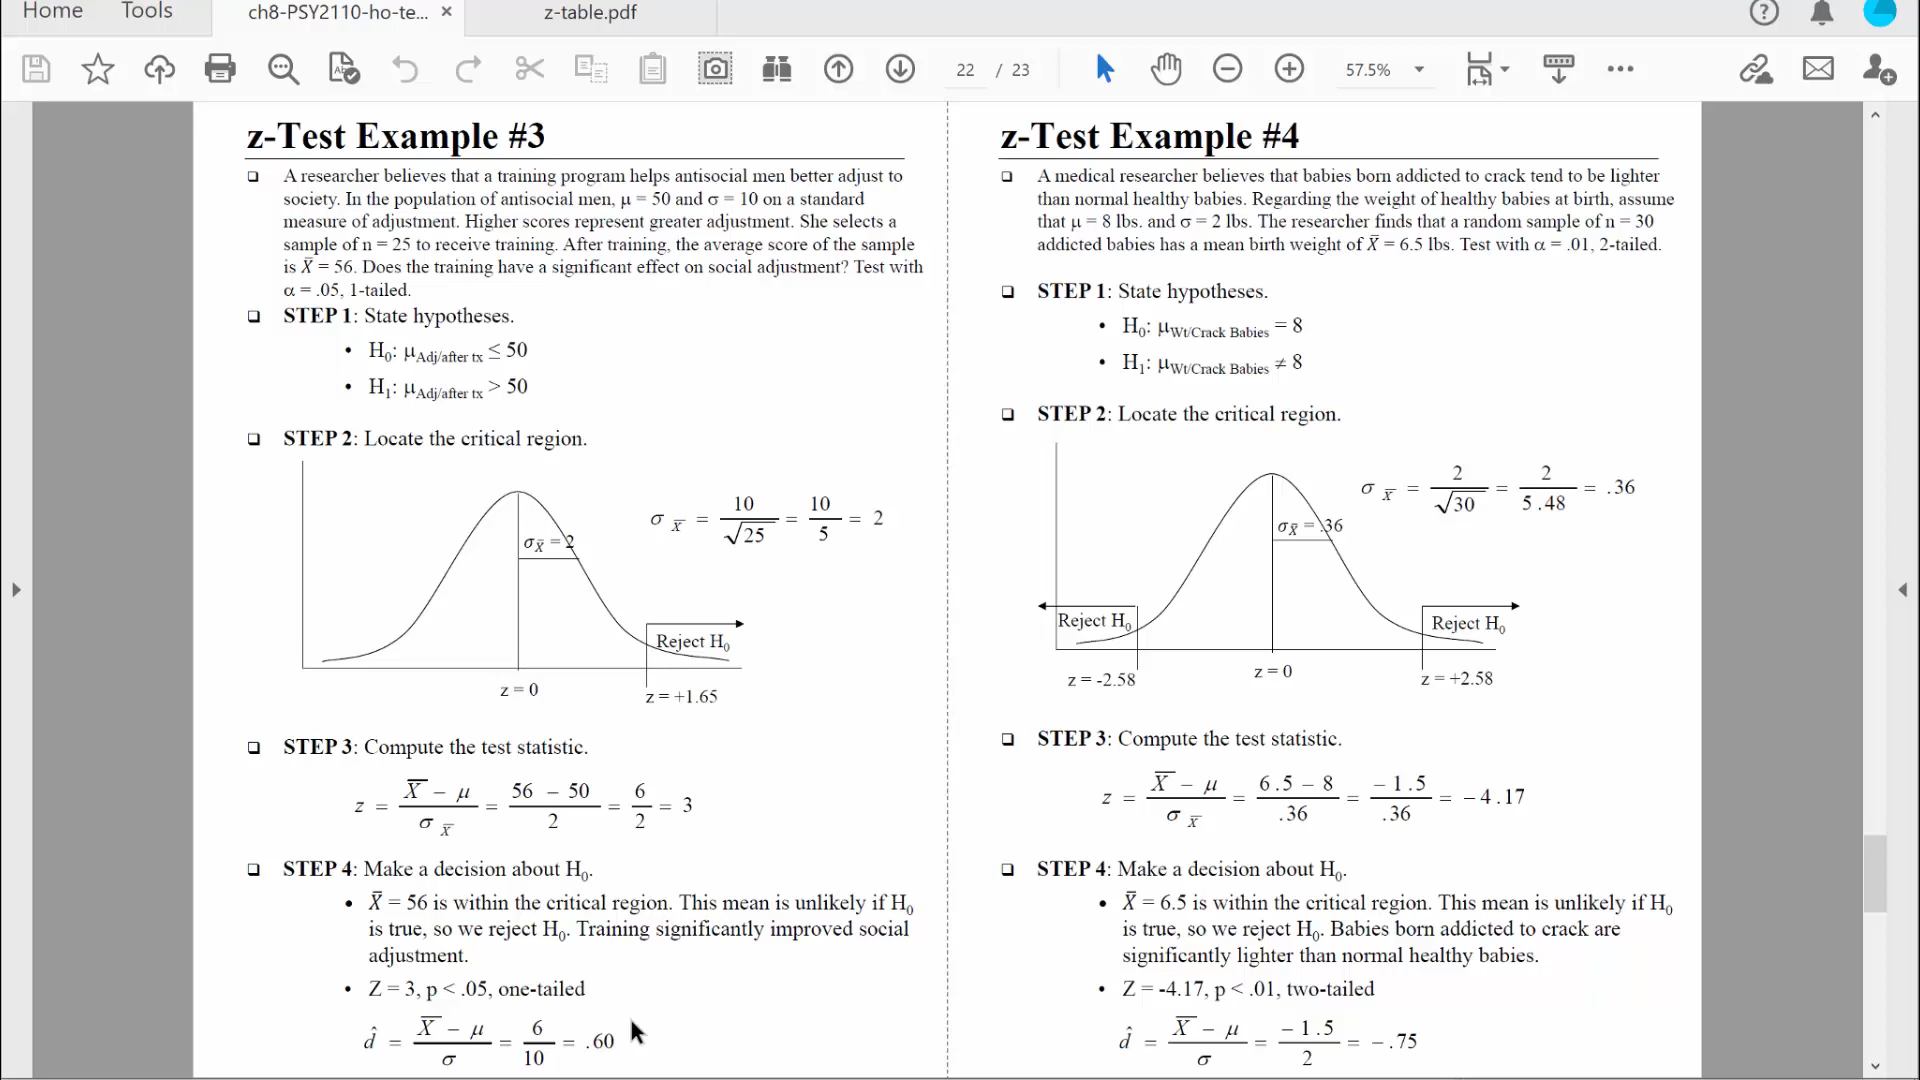 Home Tools ch8-PSY2110-ho-te... × z-table.pdf
22 / 23 57.5%
z-Test Example #3
❑ A researcher believes that a training program helps antisocial men better adjust to
society. In the population of antisocial men, μ = 50 and σ = 10 on a standard
measure of adjustment. Higher scores represent greater adjustment. She selects a
sample of n = 25 to receive training. After training, the average score of the sample
is X̄ = 56. Does the training have a significant effect on social adjustment? Test with
α = .05, 1-tailed.
❑ STEP 1: State hypotheses.
• H₀: μ Adj/after tx ≤ 50
• H₁: μ Adj/after tx > 50
❑ STEP 2: Locate the critical region.
σ X̄ = 10 / √25 = 10 / 5 = 2
σ X̄ = 2
Reject H₀
z = 0
z = +1.65
❑ STEP 3: Compute the test statistic.
z = X̄ − μ / σ X̄ = 56 − 50 / 2 = 6 / 2 = 3
❑ STEP 4: Make a decision about H₀.
• X̄ = 56 is within the critical region. This mean is unlikely if H₀
is true, so we reject H₀. Training significantly improved social
adjustment.
• Z = 3, p < .05, one-tailed
d̂ = X̄ − μ / σ = 6 / 10 = .60
z-Test Example #4
❑ A medical researcher believes that babies born addicted to crack tend to be lighter
than normal healthy babies. Regarding the weight of healthy babies at birth, assume
that μ = 8 lbs. and σ = 2 lbs. The researcher finds that a random sample of n = 30
addicted babies has a mean birth weight of X̄ = 6.5 lbs. Test with α = .01, 2-tailed.
❑ STEP 1: State hypotheses.
• H₀: μ Wt/Crack Babies = 8
• H₁: μ Wt/Crack Babies ≠ 8
❑ STEP 2: Locate the critical region.
σ X̄ = 2 / √30 = 2 / 5.48 = .36
σ X̄ = .36
Reject H₀
Reject H₀
z = -2.58
z = 0
z = +2.58
❑ STEP 3: Compute the test statistic.
z = X̄ − μ / σ X̄ = 6.5 − 8 / .36 = −1.5 / .36 = −4.17
❑ STEP 4: Make a decision about H₀.
• X̄ = 6.5 is within the critical region. This mean is unlikely if H₀
is true, so we reject H₀. Babies born addicted to crack are
significantly lighter than normal healthy babies.
• Z = -4.17, p < .01, two-tailed
d̂ = X̄ − μ / σ = −1.5 / 2 = −.75